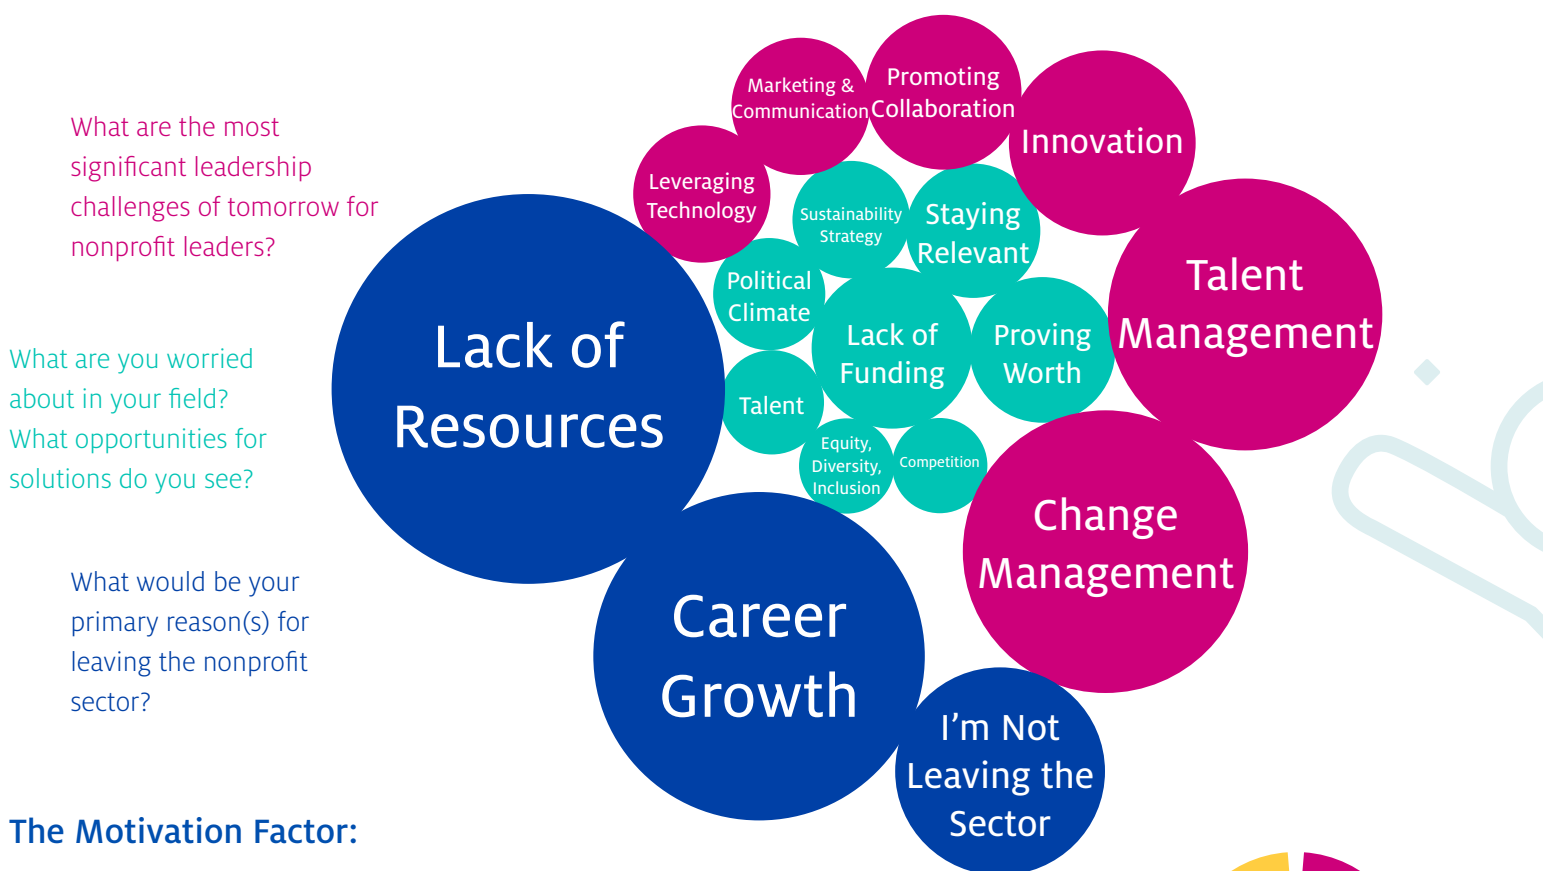 What are the most
significant leadership
challenges of tomorrow for
nonprofit leaders?
What are you worried
about in your field?
What opportunities for
solutions do you see?
What would be your
primary reason(s) for
leaving the nonprofit
sector?
The Motivation Factor:
Marketing &
Communication
Promoting
Collaboration
Innovation
Leveraging
Technology
Sustainability
Strategy
Staying
Relevant
Talent
Management
Political
Climate
Lack of
Funding
Proving
Worth
Lack of
Resources
Talent
Equity,
Diversity,
Inclusion
Competition
Change
Management
Career
Growth
I'm Not
Leaving the
Sector